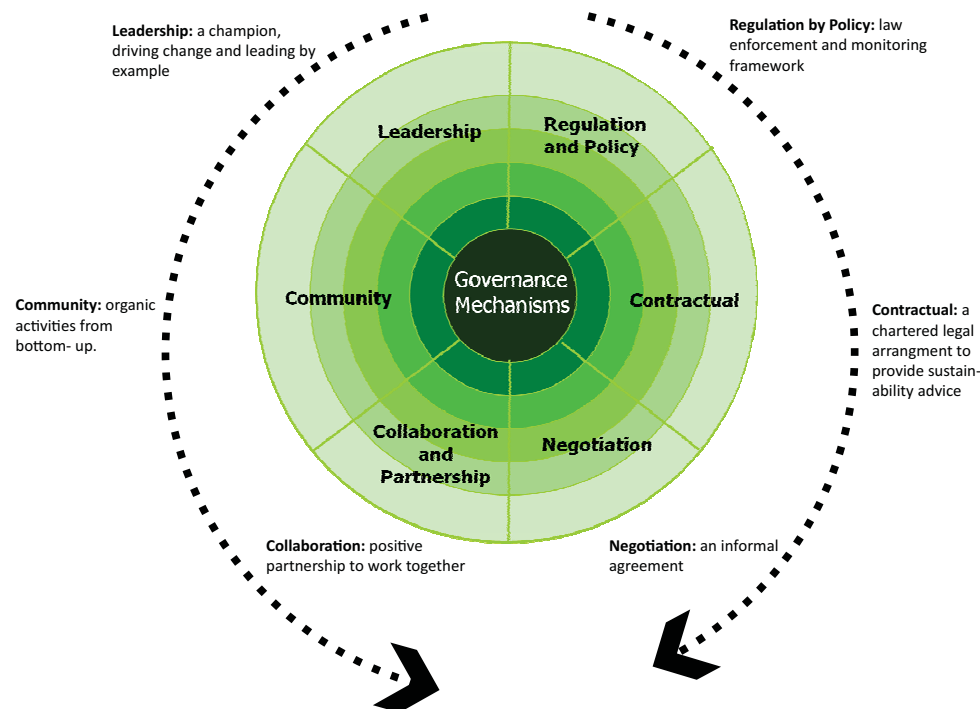 Leadership: a champion,
driving change and leading by
example
Regulation by Policy: law
enforcement and monitoring
framework
Leadership
Regulation
and Policy
Community
Governance
Mechanisms
Contractual
Community: organic
activities from
bottom- up.
Contractual: a
chartered legal
arrangment to
provide sustain-
ability advice
Collaboration
and
Partnership
Negotiation
Collaboration: positive
partnership to work together
Negotiation: an informal
agreement